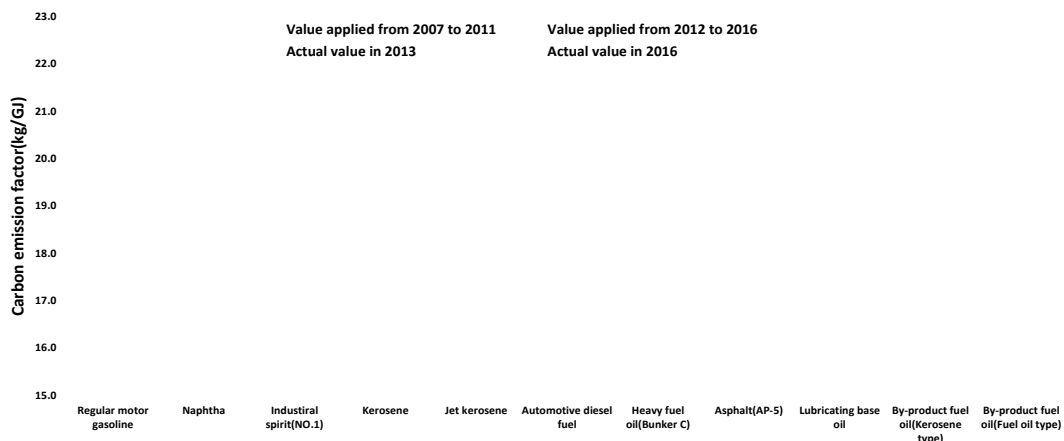 23.0
22.0
21.0
20.0
19.0
18.0
17.0
16.0
15.0
Carbon emission factor(kg/GJ)
Value applied from 2007 to 2011
Value applied from 2012 to 2016
Actual value in 2013
Actual value in 2016
Regular motor
gasoline
Naphtha
Industiral
spirit(NO.1)
Kerosene
Jet kerosene
Automotive diesel
fuel
Heavy fuel
oil(Bunker C)
Asphalt(AP-5)
Lubricating base
oil
By-product fuel
oil(Kerosene
type)
By-product fuel
oil(Fuel oil type)